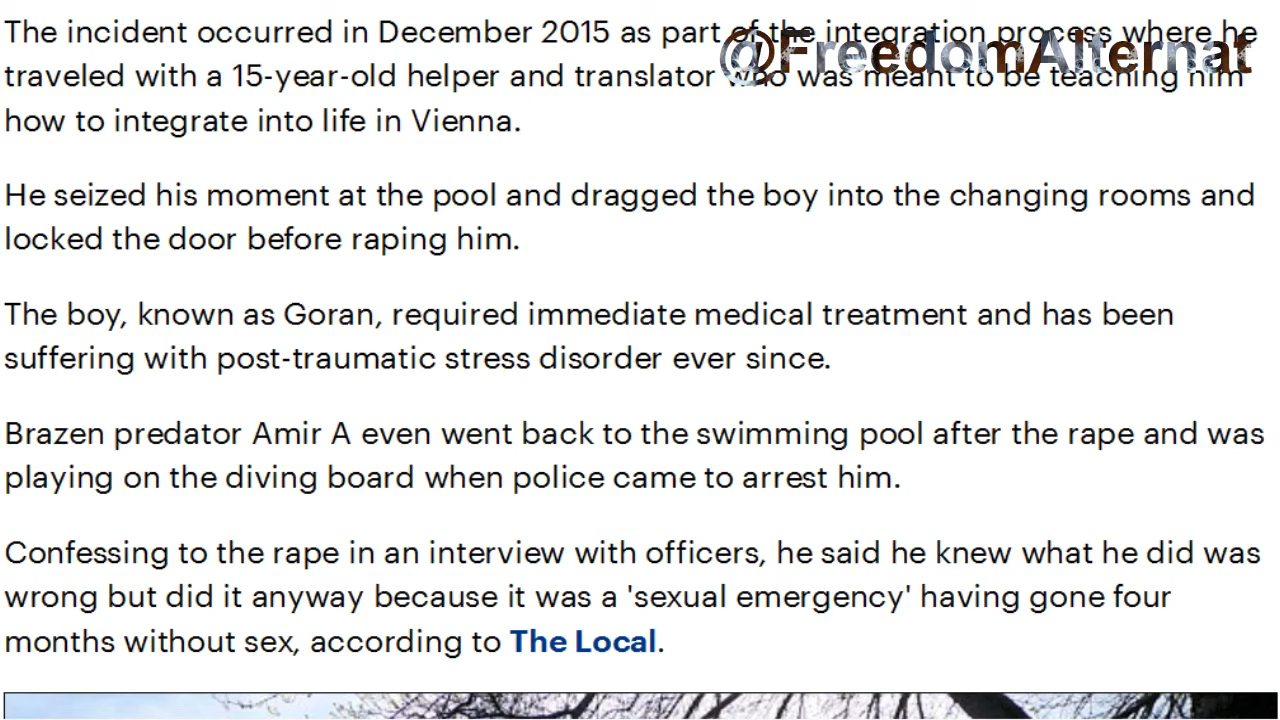 The incident occurred in December 2015 as part of the integration process where he
@FreedomAlternat
traveled with a 15-year-old helper and translator who was meant to be teaching him
how to integrate into life in Vienna.
He seized his moment at the pool and dragged the boy into the changing rooms and
locked the door before raping him.
The boy, known as Goran, required immediate medical treatment and has been
suffering with post-traumatic stress disorder ever since.
Brazen predator Amir A even went back to the swimming pool after the rape and was
playing on the diving board when police came to arrest him.
Confessing to the rape in an interview with officers, he said he knew what he did was
wrong but did it anyway because it was a 'sexual emergency' having gone four
months without sex, according to The Local.